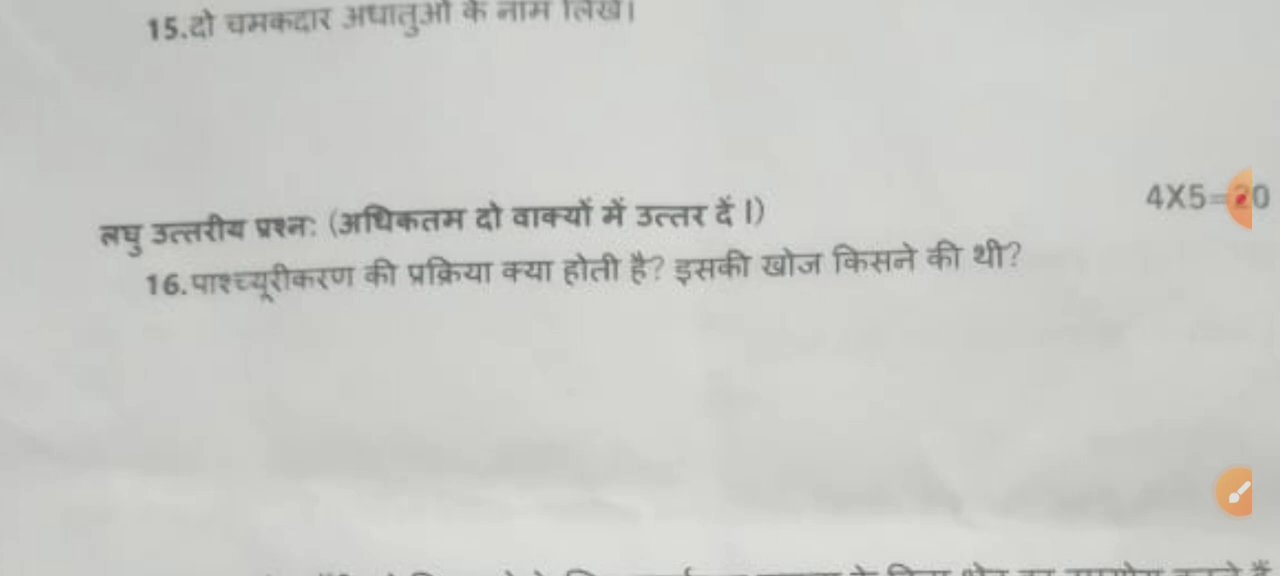 15.दो चमकदार अधातुओं के नाम लिखें।
4X5=20
लघु उत्तरीय प्रश्न: (अधिकतम दो वाक्यों में उत्तर दें ।)
16.पाश्च्यूरीकरण की प्रक्रिया क्या होती है? इसकी खोज किसने की थी?